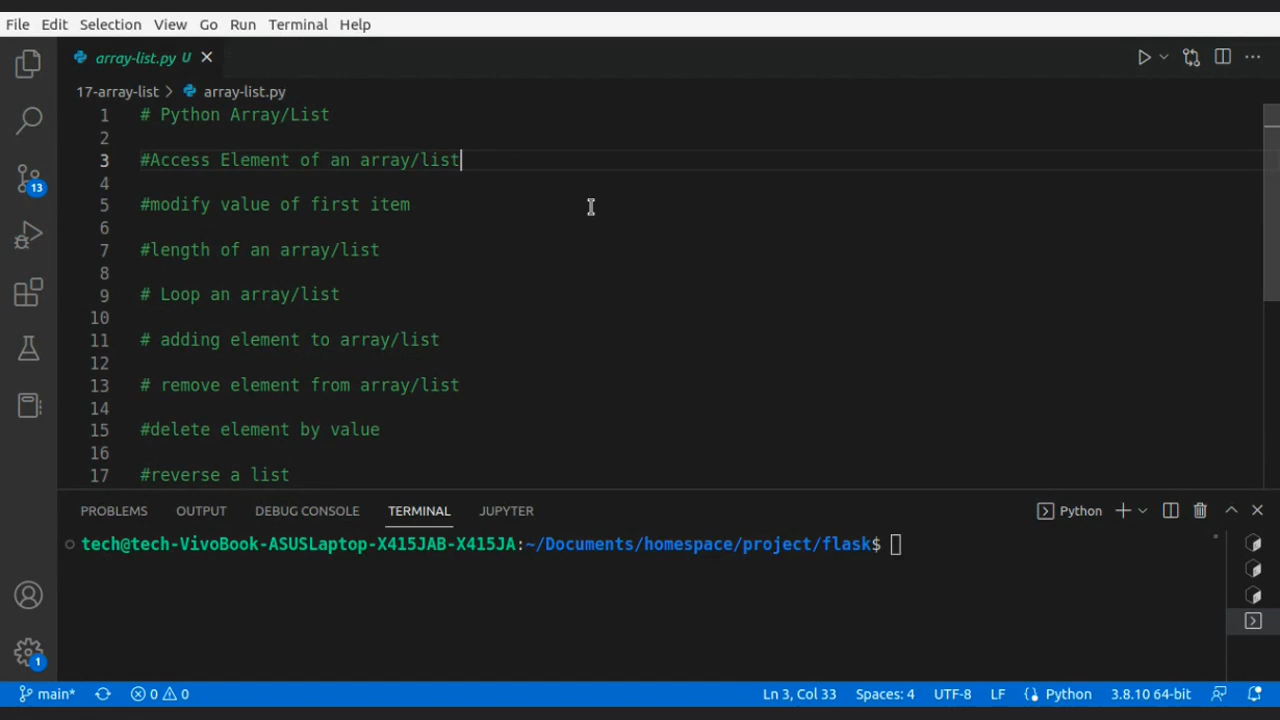 File Edit Selection View Go Run Terminal Help
array-list.py U
17-array-list > array-list.py
1 # Python Array/List
2
3 #Access Element of an array/list
4
5 #modify value of first item
6
7 #length of an array/list
8
9 # Loop an array/list
10
11 # adding element to array/list
12
13 # remove element from array/list
14
15 #delete element by value
16
17 #reverse a list
13
PROBLEMS OUTPUT DEBUG CONSOLE TERMINAL JUPYTER Python
tech@tech-VivoBook-ASUSLaptop-X415JAB-X415JA:~/Documents/homespace/project/flask$
1
main* 0 0 Ln 3, Col 33 Spaces: 4 UTF-8 LF Python 3.8.10 64-bit